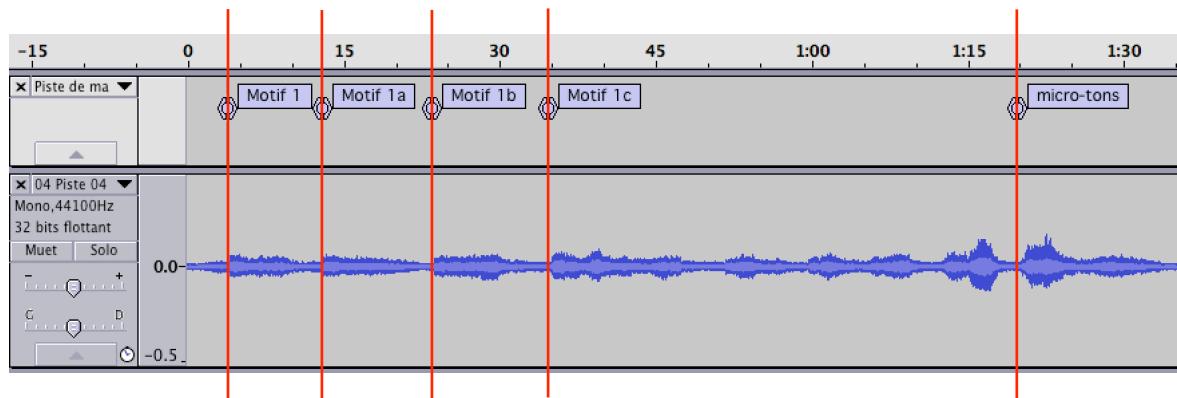 -15 0 15 30 45 1:00 1:15 1:30
Piste de ma
Motif 1 Motif 1a Motif 1b Motif 1c micro-tons
04 Piste 04
Mono,44100Hz
32 bits flottant
Muet Solo
0.0
- +
G D
-0.5